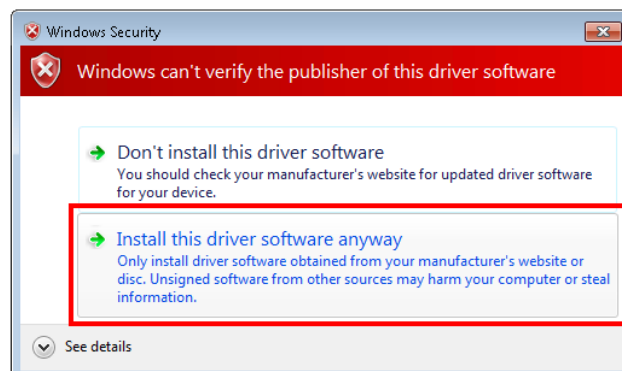 Windows Security
Windows can't verify the publisher of this driver software
Don't install this driver software
You should check your manufacturer's website for updated driver software
for your device.
Install this driver software anyway
Only install driver software obtained from your manufacturer's website or
disc. Unsigned software from other sources may harm your computer or steal
information.
See details